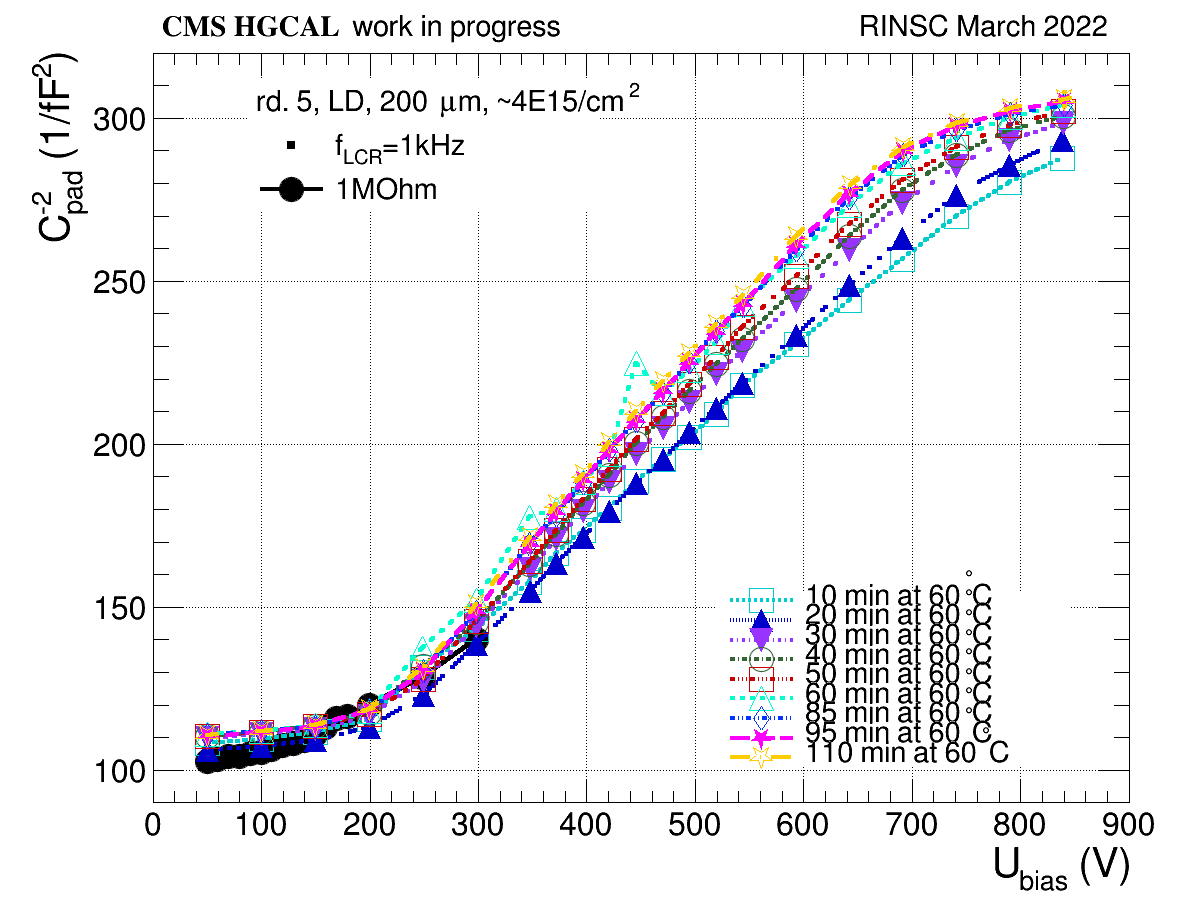 CMS HGCAL work in progress
RINSC March 2022
C⁻²pad (1/fF²)
rd. 5, LD, 200 μm, ~4E15/cm²
fLCR=1kHz
1MOhm
300
250
200
150
100
10 min at 60°C
20 min at 60°C
30 min at 60°C
40 min at 60°C
50 min at 60°C
60 min at 60°C
85 min at 60°C
95 min at 60°C
110 min at 60°C
0 100 200 300 400 500 600 700 800 900
Ubias (V)